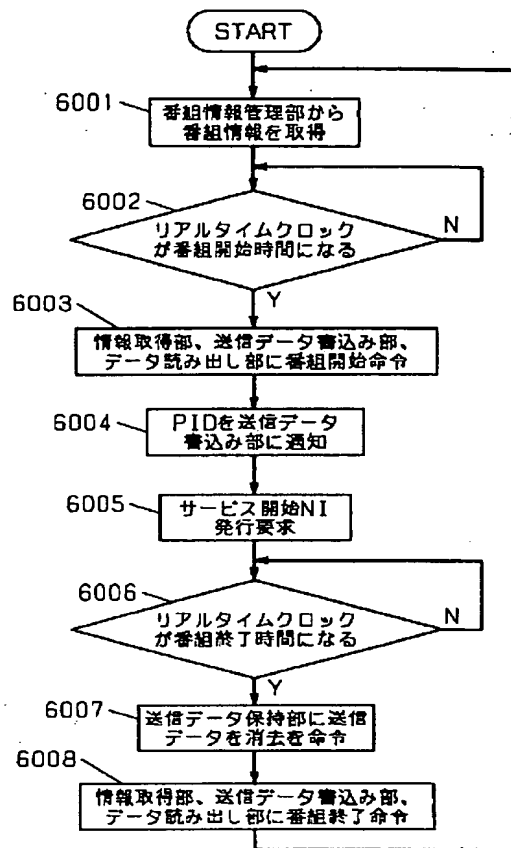 START
6001
番組情報管理部から
番組情報を取得
6002
リアルタイムクロック
が番組開始時間になる
N
Y
6003
情報取得部、送信データ書込み部、
データ読み出し部に番組開始命令
6004
PIDを送信データ
書込み部に通知
6005
サービス開始NI
発行要求
6006
リアルタイムクロック
が番組終了時間になる
N
Y
6007
送信データ保持部に送信
データを消去を命令
6008
情報取得部、送信データ書込み部、
データ読み出し部に番組終了命令